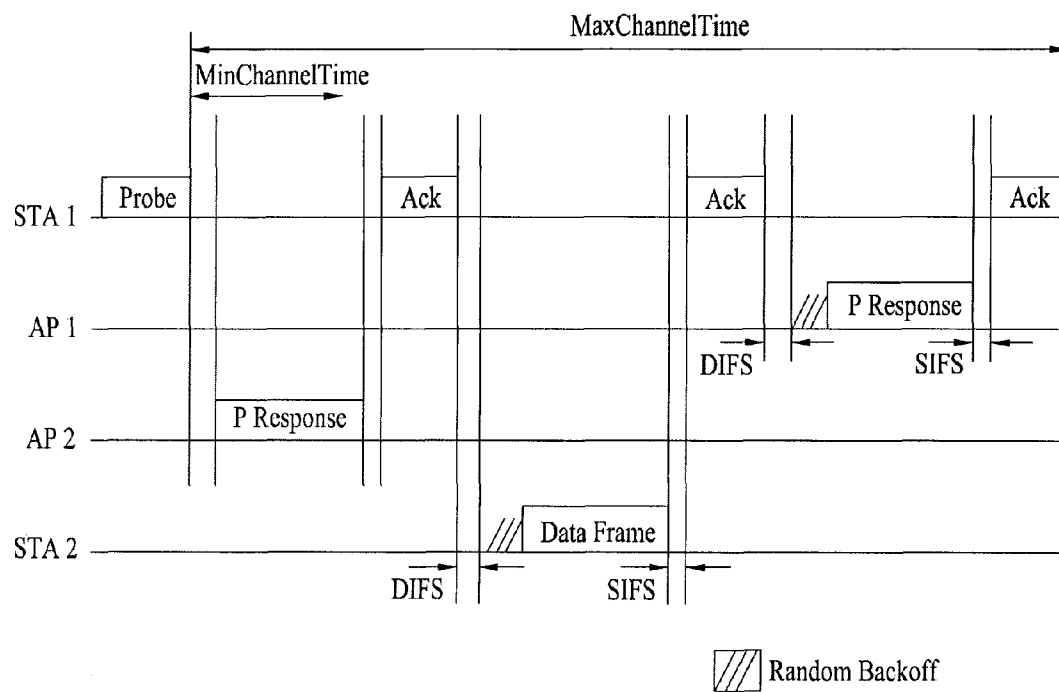 MaxChannelTime
MinChannelTime
Probe
Ack
Ack
Ack
STA 1
P Response
AP 1
DIFS
SIFS
P Response
AP 2
Data Frame
STA 2
DIFS
SIFS
Random Backoff